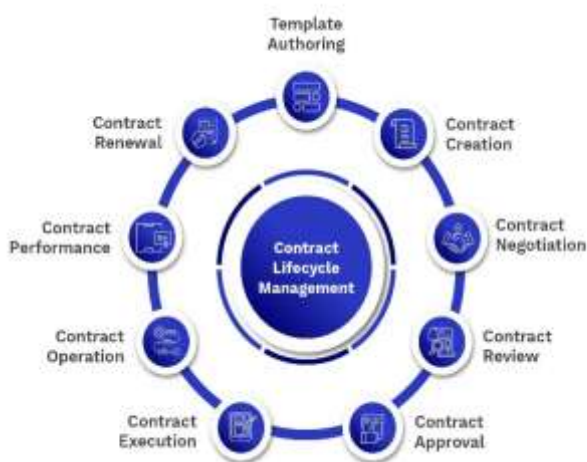 Template
Authoring
Contract
Creation
Contract
Negotiation
Contract
Review
Contract
Approval
Contract
Execution
Contract
Operation
Contract
Performance
Contract
Renewal
Contract
Lifecycle
Management